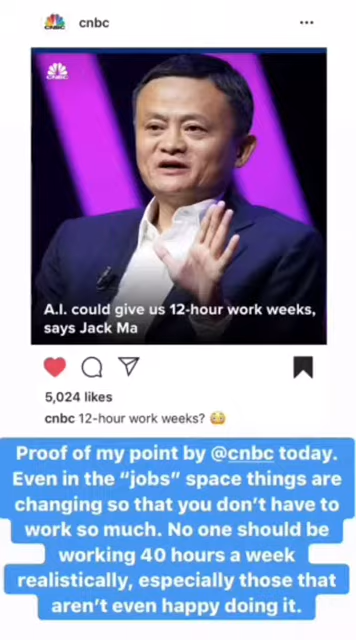 cnbc
CNBC
A.I. could give us 12-hour work weeks,
says Jack Ma
5,024 likes
cnbc 12-hour work weeks? 😳
Proof of my point by @cnbc today.
Even in the “jobs” space things are
changing so that you don’t have to
work so much. No one should be
working 40 hours a week
realistically, especially those that
aren’t even happy doing it.